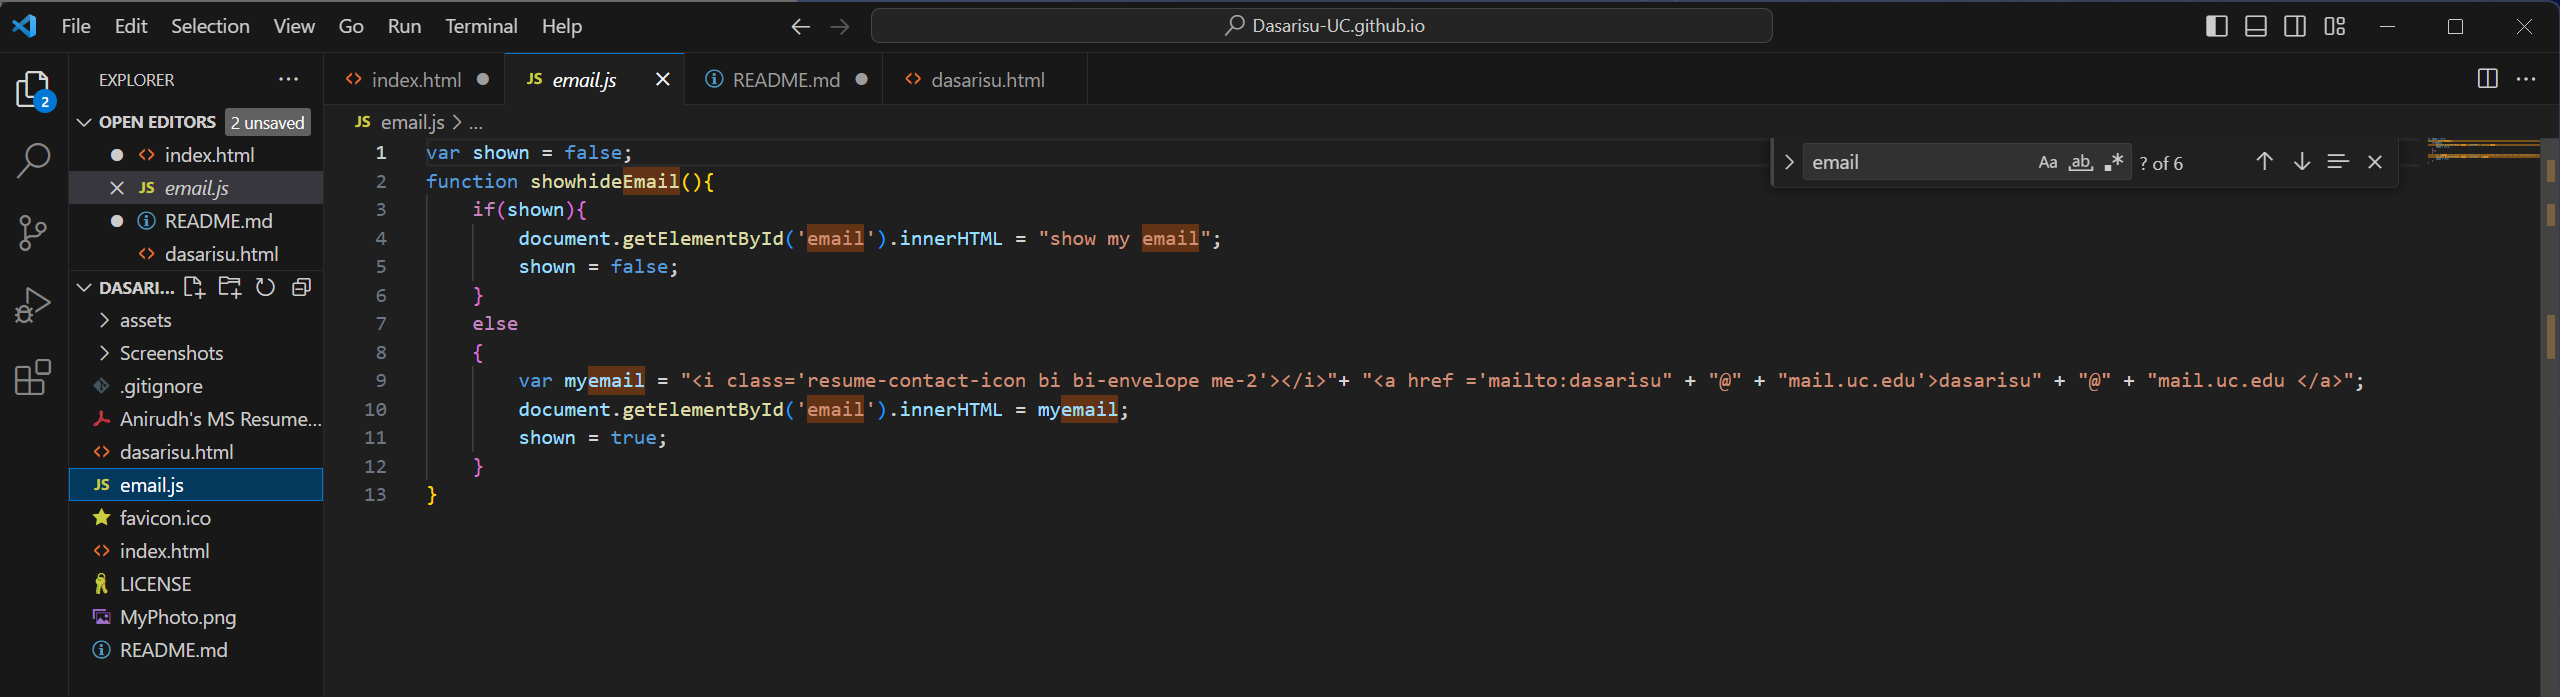 File Edit Selection View Go Run Terminal Help Dasarisu-UC.github.io
EXPLORER
2
OPEN EDITORS 2 unsaved
index.html
JS email.js
README.md
dasarisu.html
DASARI...
assets
Screenshots
.gitignore
Anirudh's MS Resume...
dasarisu.html
JS email.js
favicon.ico
index.html
LICENSE
MyPhoto.png
README.md
index.html JS email.js README.md dasarisu.html
JS email.js > ...
email Aa ab ? of 6
1 var shown = false;
2 function showhideEmail(){
3 if(shown){
4 document.getElementById('email').innerHTML = "show my email";
5 shown = false;
6 }
7 else
8 {
9 var myemail = "<i class='resume-contact-icon bi bi-envelope me-2'></i>"+ "<a href ='mailto:dasarisu" + "@" + "mail.uc.edu'>dasarisu" + "@" + "mail.uc.edu </a>";
10 document.getElementById('email').innerHTML = myemail;
11 shown = true;
12 }
13 }